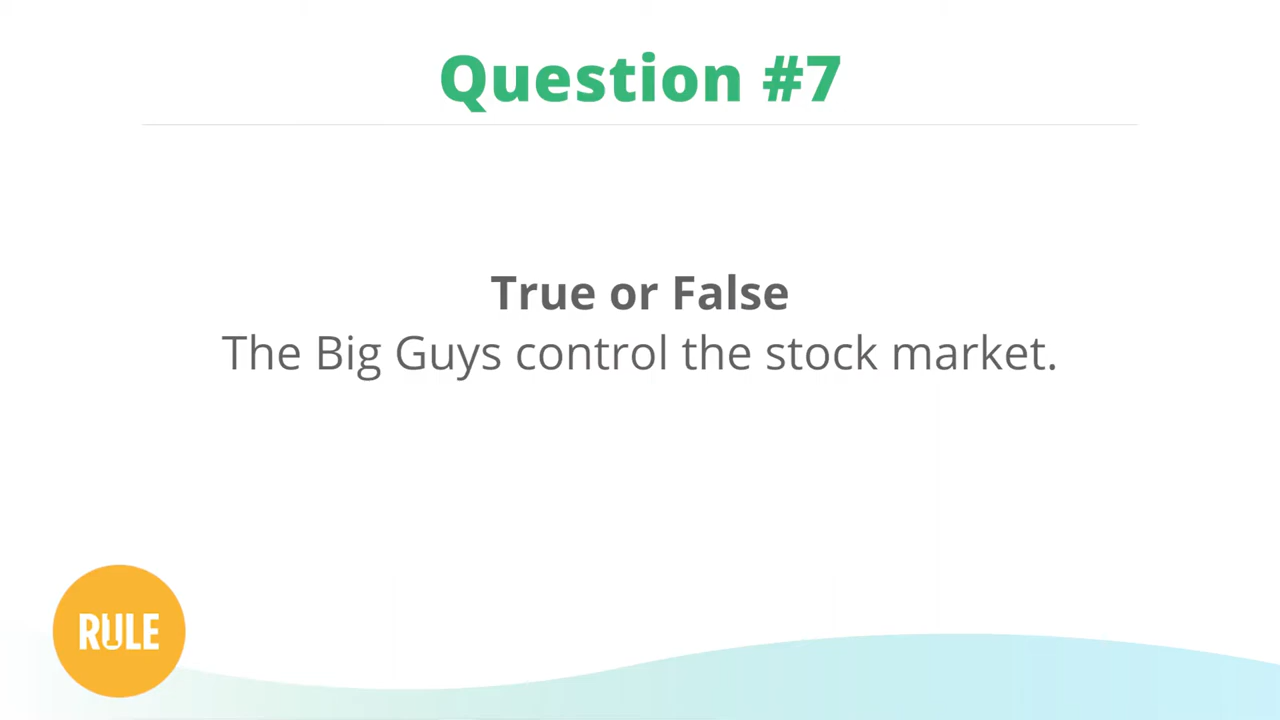 Question #7
True or False
The Big Guys control the stock market.
RULE